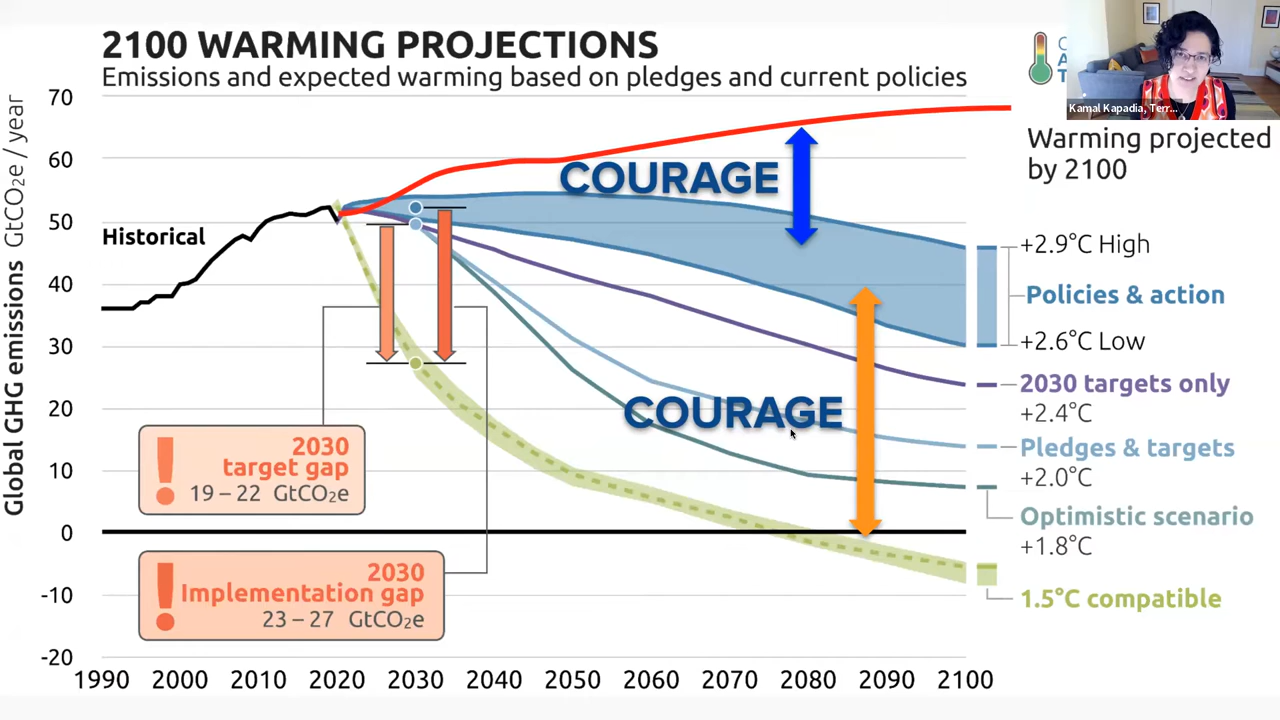 2100 WARMING PROJECTIONS
Emissions and expected warming based on pledges and current policies
Kamal Kapadia, Terr...
Warming projected
by 2100
Global GHG emissions GtCO2e / year
70
60
50
40
30
20
10
0
-10
-20
Historical
COURAGE
COURAGE
+2.9°C High
Policies & action
+2.6°C Low
2030 targets only
+2.4°C
Pledges & targets
+2.0°C
Optimistic scenario
+1.8°C
1.5°C compatible
2030
target gap
19 – 22 GtCO2e
2030
Implementation gap
23 – 27 GtCO2e
1990 2000 2010 2020 2030 2040 2050 2060 2070 2080 2090 2100